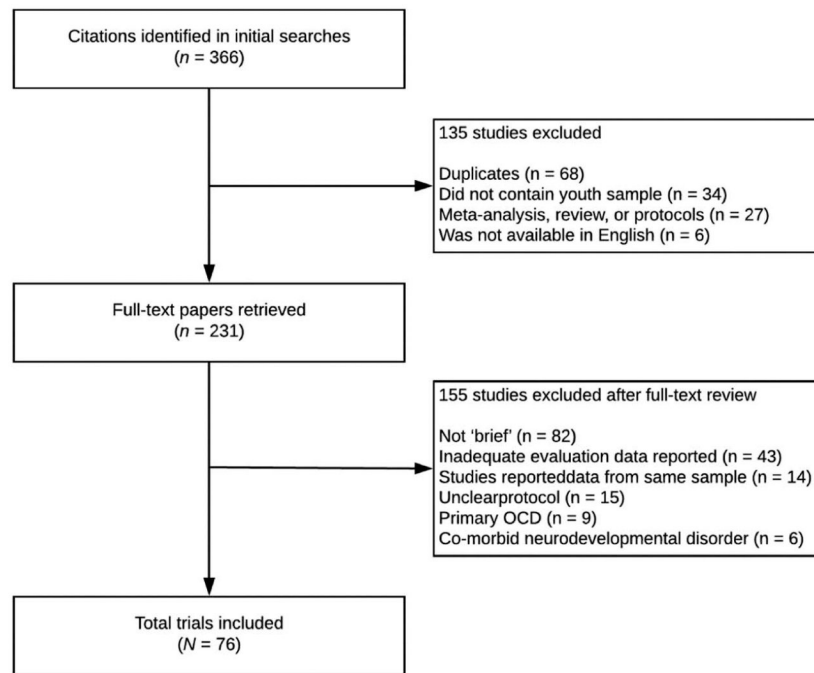 Citations identified in initial searches
(n = 366)
135 studies excluded
Duplicates (n = 68)
Did not contain youth sample (n = 34)
Meta-analysis, review, or protocols (n = 27)
Was not available in English (n = 6)
Full-text papers retrieved
(n = 231)
155 studies excluded after full-text review
Not ‘brief’ (n = 82)
Inadequate evaluation data reported (n = 43)
Studies reporteddata from same sample (n = 14)
Unclearprotocol (n = 15)
Primary OCD (n = 9)
Co-morbid neurodevelopmental disorder (n = 6)
Total trials included
(N = 76)